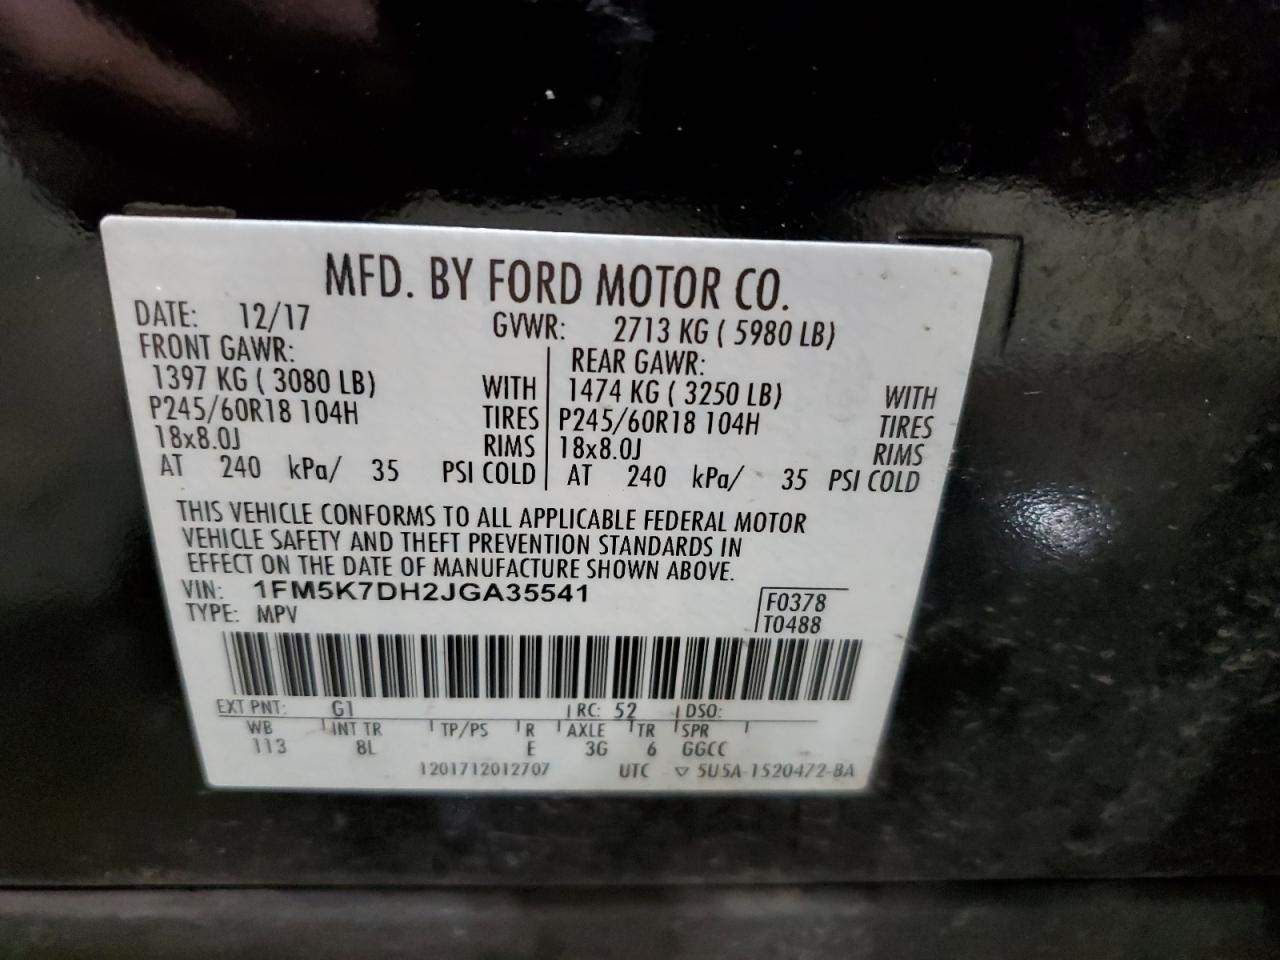 MFD. BY FORD MOTOR CO.
DATE: 12/17 GVWR: 2713 KG ( 5980 LB)
FRONT GAWR: REAR GAWR:
1397 KG ( 3080 LB) WITH 1474 KG ( 3250 LB) WITH
P245/60R18 104H TIRES P245/60R18 104H TIRES
18x8.0J RIMS 18x8.0J RIMS
AT 240 kPa/ 35 PSI COLD AT 240 kPa/ 35 PSI COLD
THIS VEHICLE CONFORMS TO ALL APPLICABLE FEDERAL MOTOR
VEHICLE SAFETY AND THEFT PREVENTION STANDARDS IN
EFFECT ON THE DATE OF MANUFACTURE SHOWN ABOVE.
VIN: 1FM5K7DH2JGA35541 F0378
TYPE: MPV T0488
EXT PNT: G1 RC: 52 DSO:
WB INT TR TP/PS R AXLE TR SPR
113 8L E 3G 6 GGCC
1201712012707 UTC ▽ 5U5A-1520472-BA